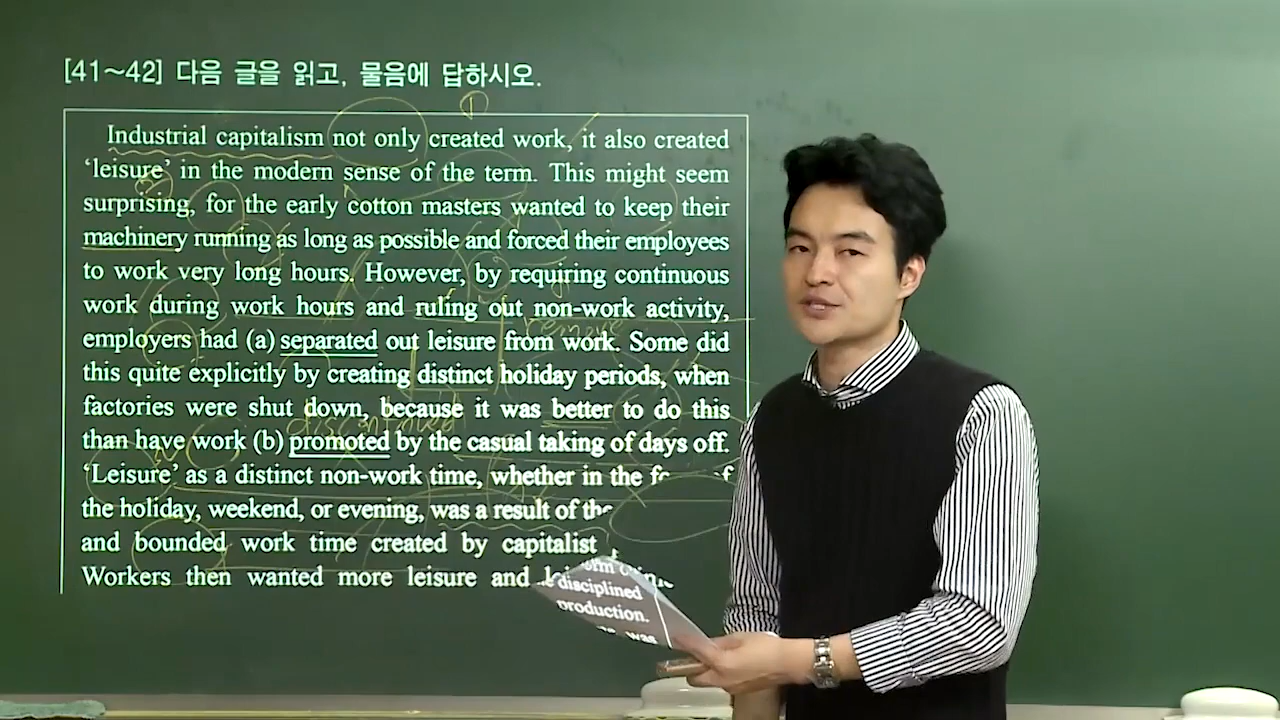 [41~42] 다음 글을 읽고, 물음에 답하시오.
Industrial capitalism not only created work, it also created
‘leisure’ in the modern sense of the term. This might seem
surprising, for the early cotton masters wanted to keep their
machinery running as long as possible and forced their employees
to work very long hours. However, by requiring continuous
work during work hours and ruling out non-work activity,
employers had (a) separated out leisure from work. Some did
this quite explicitly by creating distinct holiday periods, when
factories were shut down, because it was better to do this
than have work (b) promoted by the casual taking of days off.
‘Leisure’ as a distinct non-work time, whether in the
the holiday, weekend, or evening, was a result of the
and bounded work time created by capitalist
Workers then wanted more leisure and
disciplined
production.
was
remove